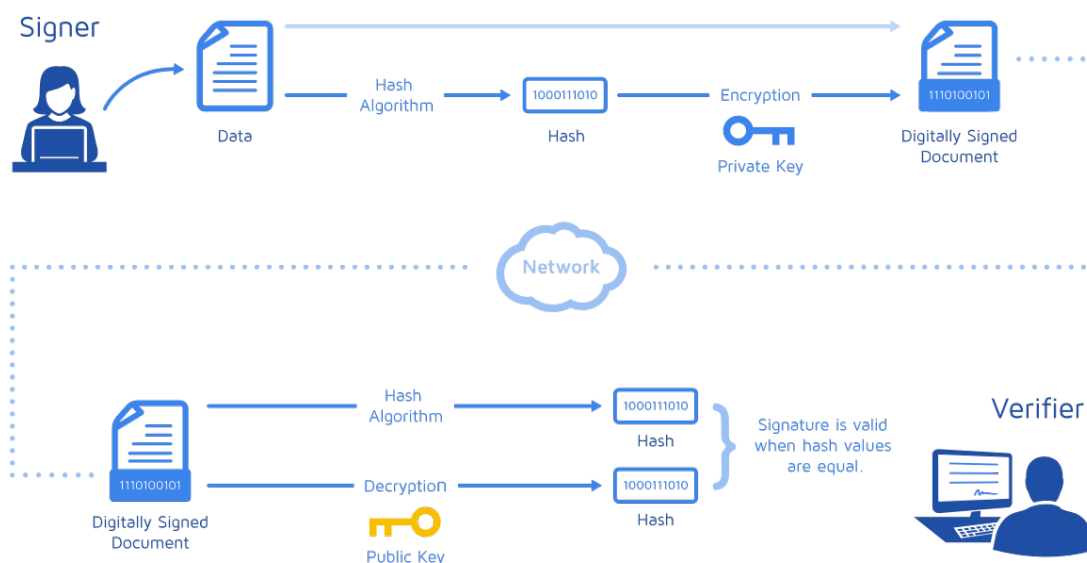 Signer
Hash
Algorithm
1000111010
Encryption
1110100101
Data
Hash
Private Key
Digitally Signed
Document
Network
Hash
Algorithm
1000111010
Hash
Verifier
Signature is valid
when hash values
are equal.
1110100101
Decryption
1000111010
Hash
Digitally Signed
Document
Public Key